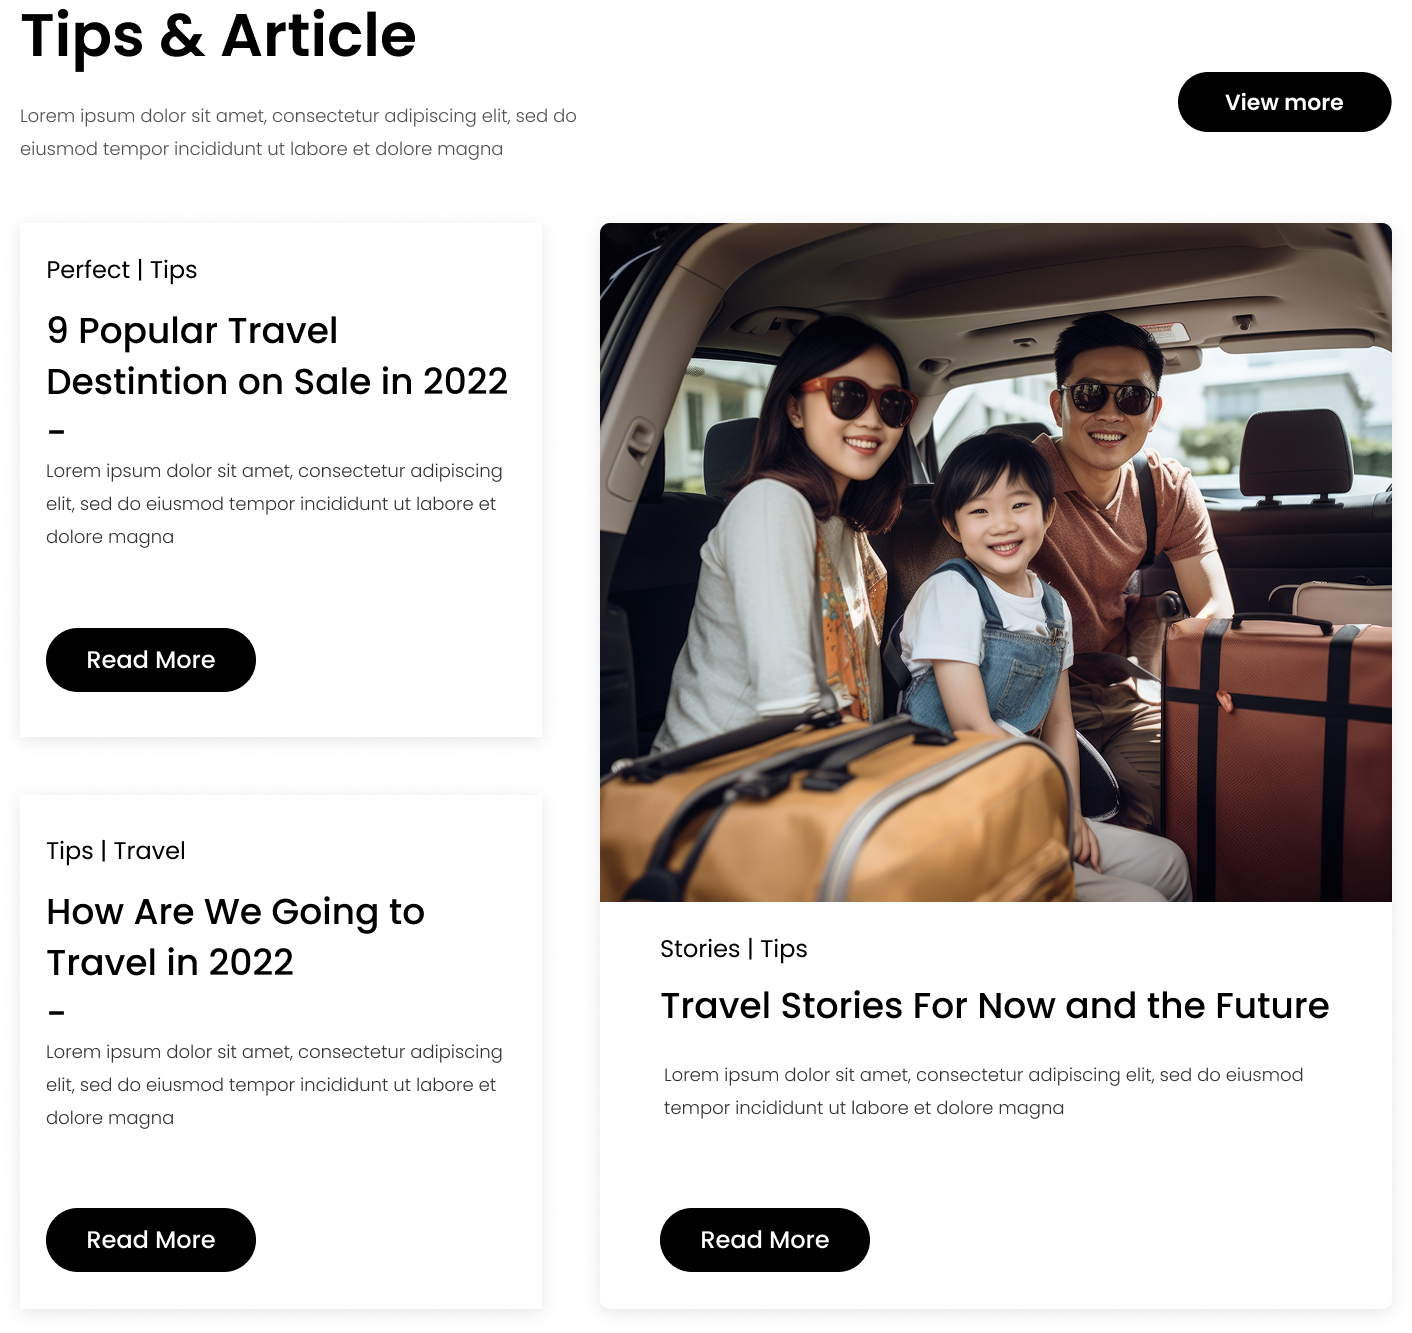 Tips & Article
View more
Lorem ipsum dolor sit amet, consectetur adipiscing elit, sed do
eiusmod tempor incididunt ut labore et dolore magna
Perfect | Tips
9 Popular Travel
Destintion on Sale in 2022
–
Lorem ipsum dolor sit amet, consectetur adipiscing
elit, sed do eiusmod tempor incididunt ut labore et
dolore magna
Read More
Tips | Travel
How Are We Going to
Travel in 2022
–
Lorem ipsum dolor sit amet, consectetur adipiscing
elit, sed do eiusmod tempor incididunt ut labore et
dolore magna
Read More
Stories | Tips
Travel Stories For Now and the Future
Lorem ipsum dolor sit amet, consectetur adipiscing elit, sed do eiusmod
tempor incididunt ut labore et dolore magna
Read More